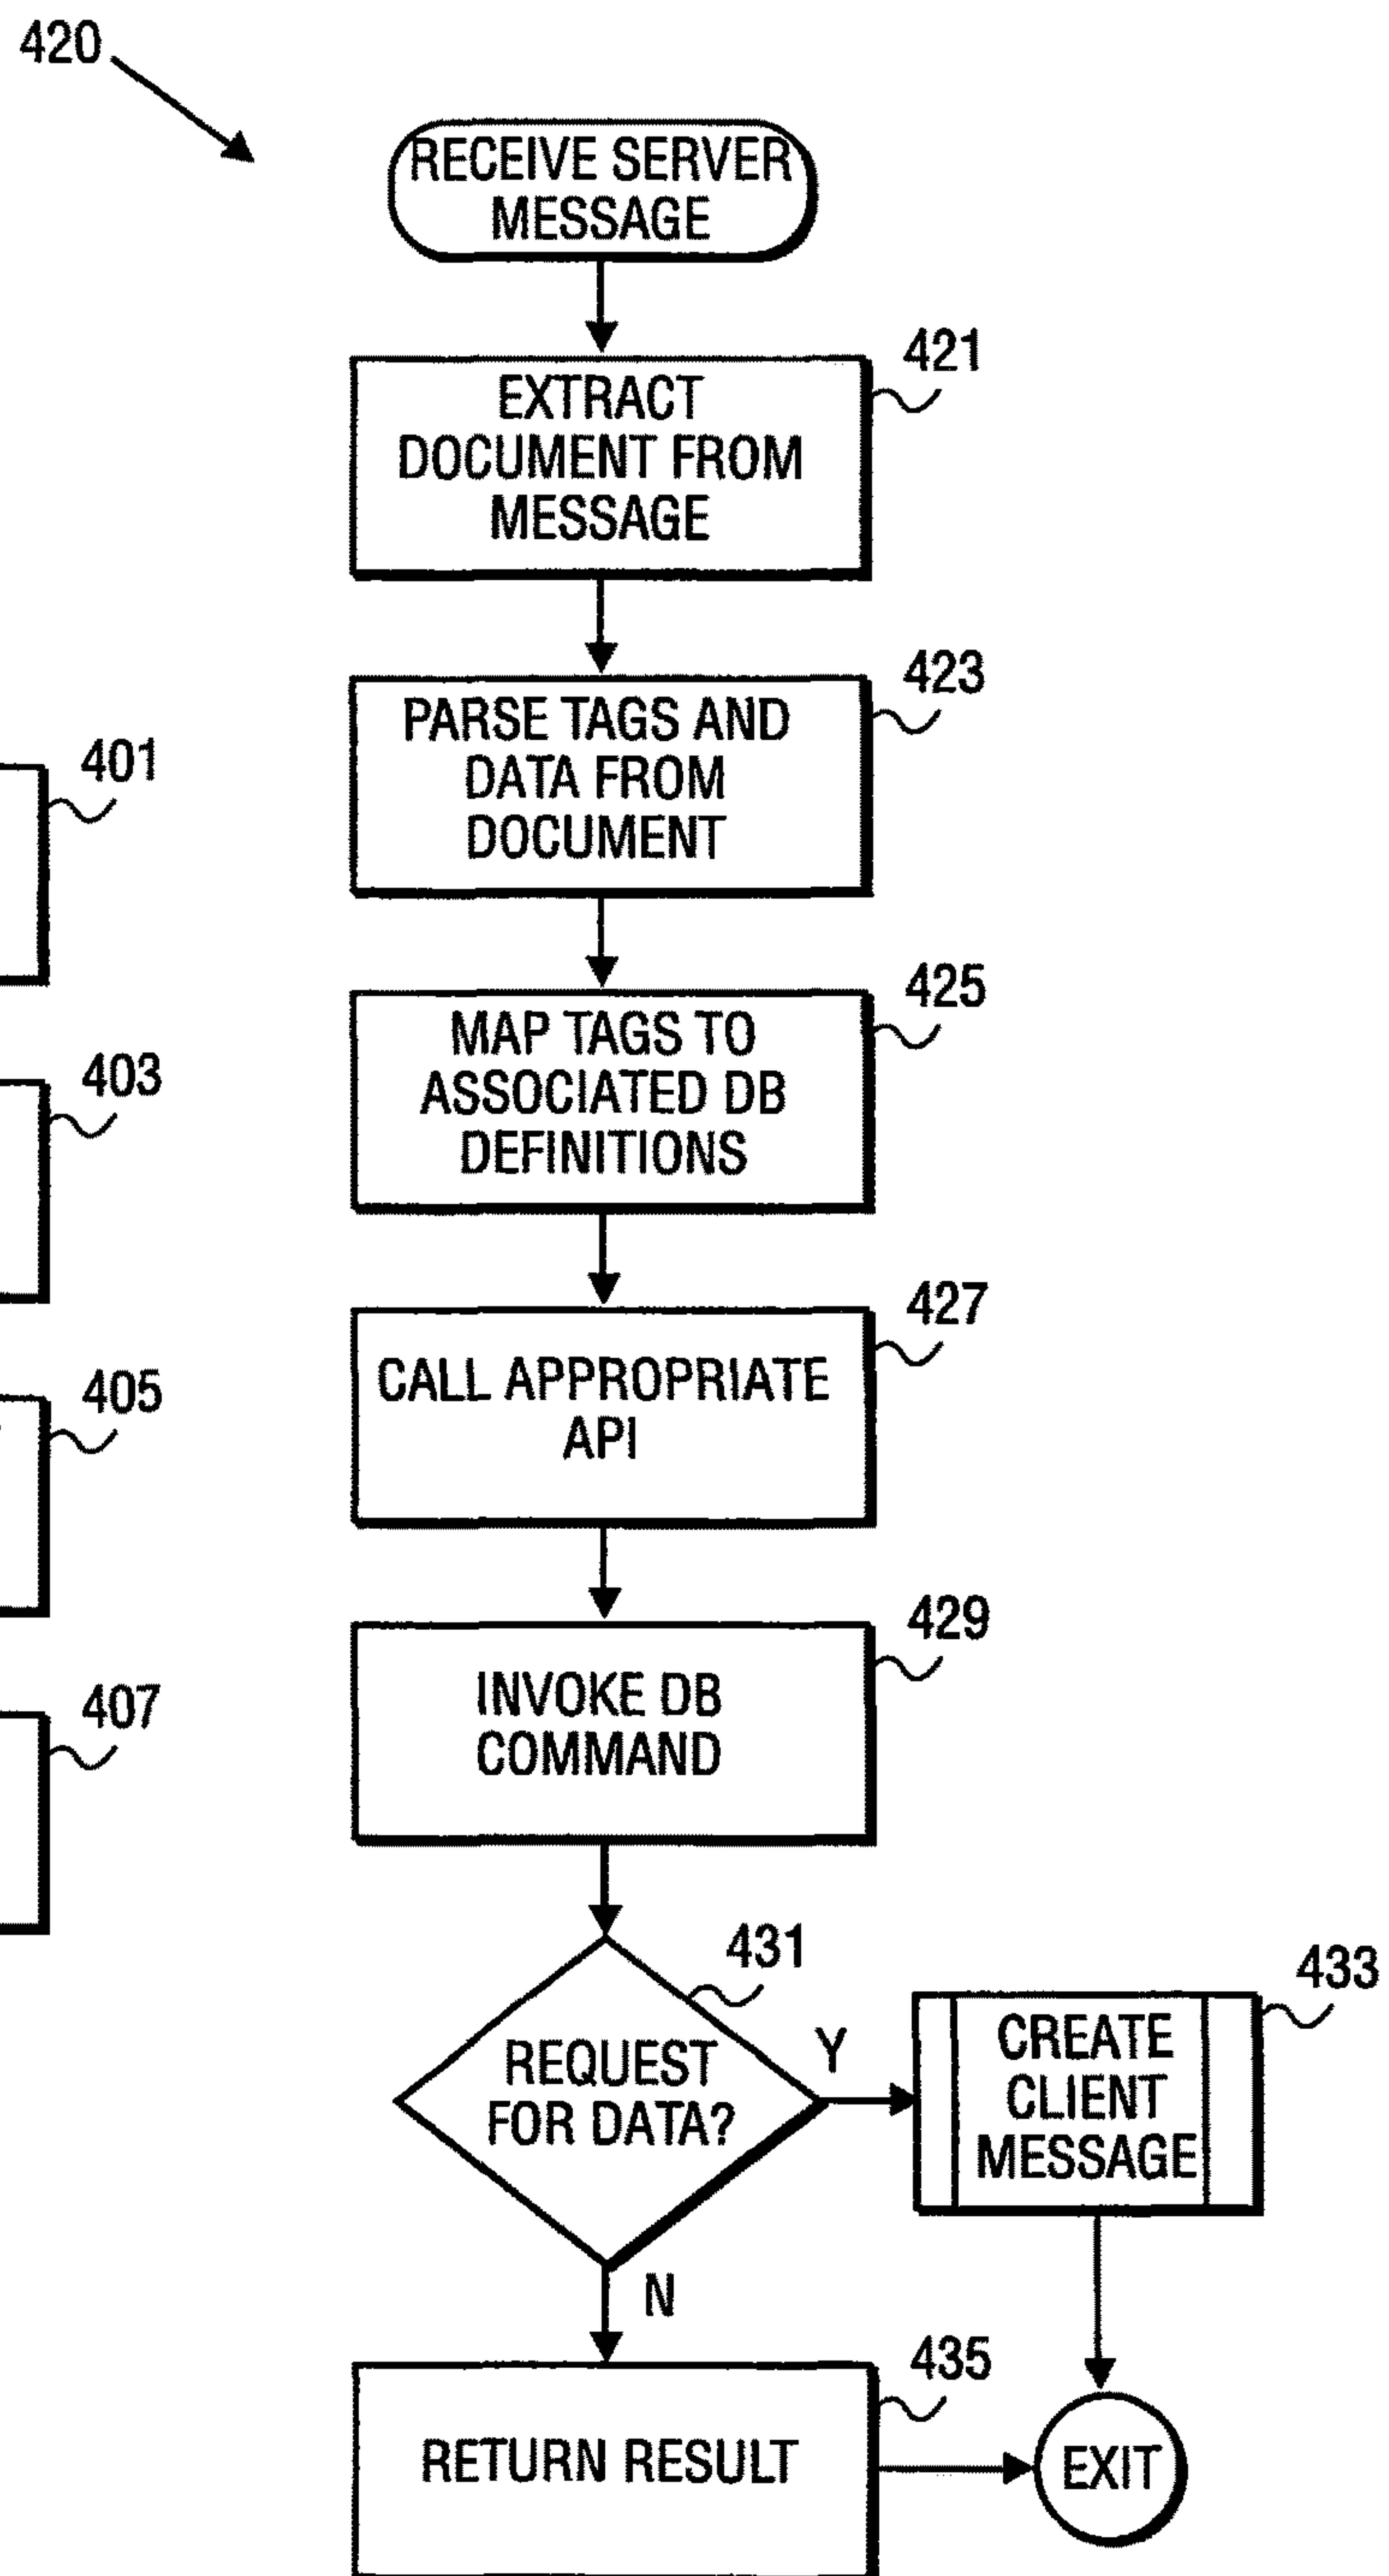 420
RECEIVE SERVER
MESSAGE
421
EXTRACT
DOCUMENT FROM
MESSAGE
423
PARSE TAGS AND
DATA FROM
DOCUMENT
401
425
MAP TAGS TO
ASSOCIATED DB
DEFINITIONS
403
427
CALL APPROPRIATE
API
405
429
INVOKE DB
COMMAND
407
431
REQUEST
FOR DATA?
Y
433
CREATE
CLIENT
MESSAGE
N
435
RETURN RESULT
EXIT